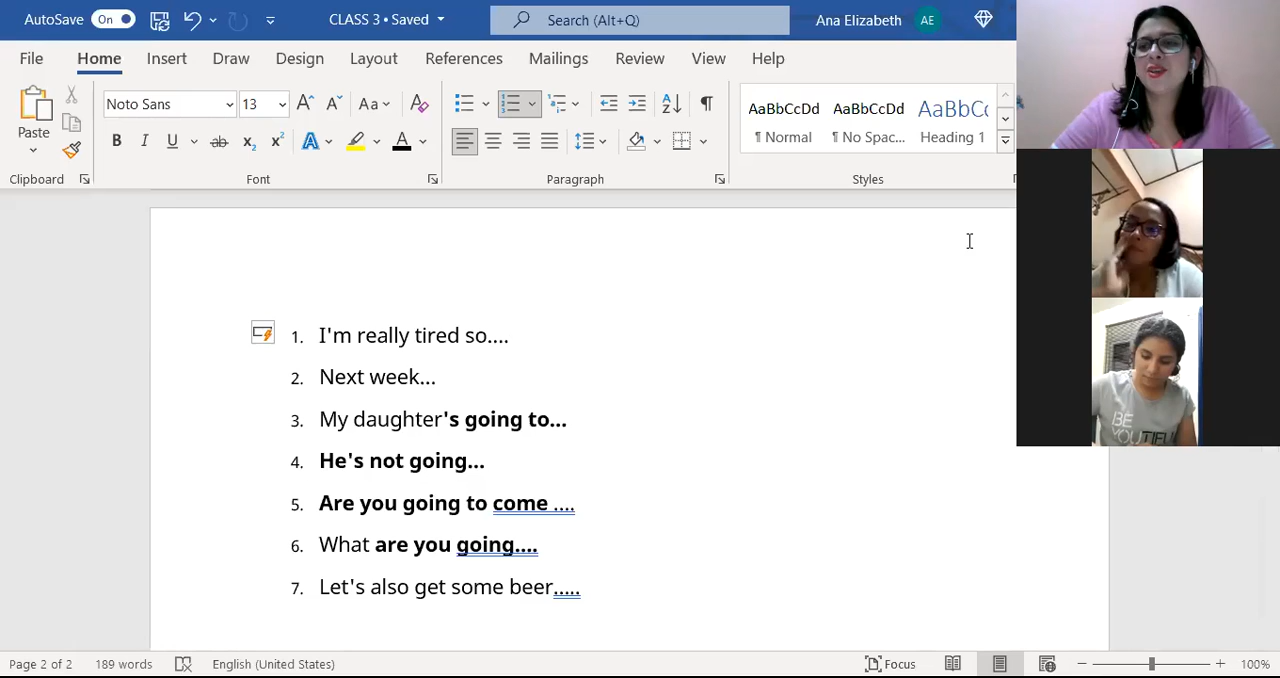 AutoSave On CLASS 3 • Saved Search (Alt+Q) Ana Elizabeth AE
File Home Insert Draw Design Layout References Mailings Review View Help
Paste
Noto Sans 13
AaBbCcDd AaBbCcDd AaBbCc
¶ Normal ¶ No Spac... Heading 1
Clipboard Font Paragraph Styles
1. I'm really tired so....
2. Next week...
3. My daughter's going to...
4. He's not going...
5. Are you going to come ....
6. What are you going....
7. Let's also get some beer.....
BE
YOU TIFUL
Page 2 of 2 189 words English (United States) Focus 100%